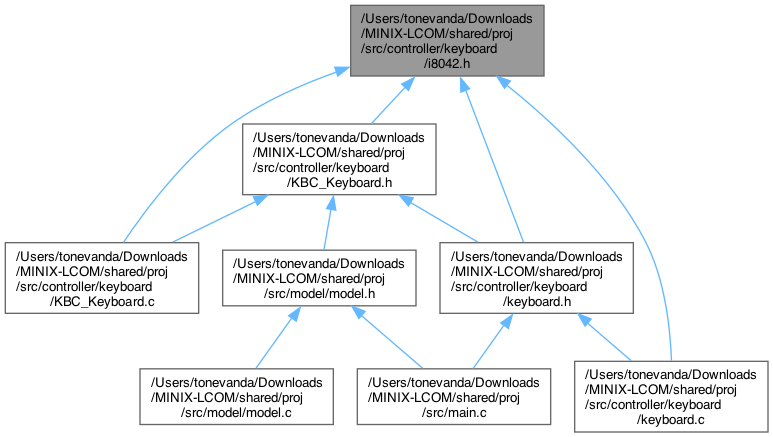 /Users/tonevanda/Downloads
/MINIX-LCOM/shared/proj
/src/controller/keyboard
/i8042.h
/Users/tonevanda/Downloads
/MINIX-LCOM/shared/proj
/src/controller/keyboard
/KBC_Keyboard.h
/Users/tonevanda/Downloads
/MINIX-LCOM/shared/proj
/src/controller/keyboard
/KBC_Keyboard.c
/Users/tonevanda/Downloads
/MINIX-LCOM/shared/proj
/src/model/model.h
/Users/tonevanda/Downloads
/MINIX-LCOM/shared/proj
/src/controller/keyboard
/keyboard.h
/Users/tonevanda/Downloads
/MINIX-LCOM/shared/proj
/src/model/model.c
/Users/tonevanda/Downloads
/MINIX-LCOM/shared/proj
/src/main.c
/Users/tonevanda/Downloads
/MINIX-LCOM/shared/proj
/src/controller/keyboard
/keyboard.c